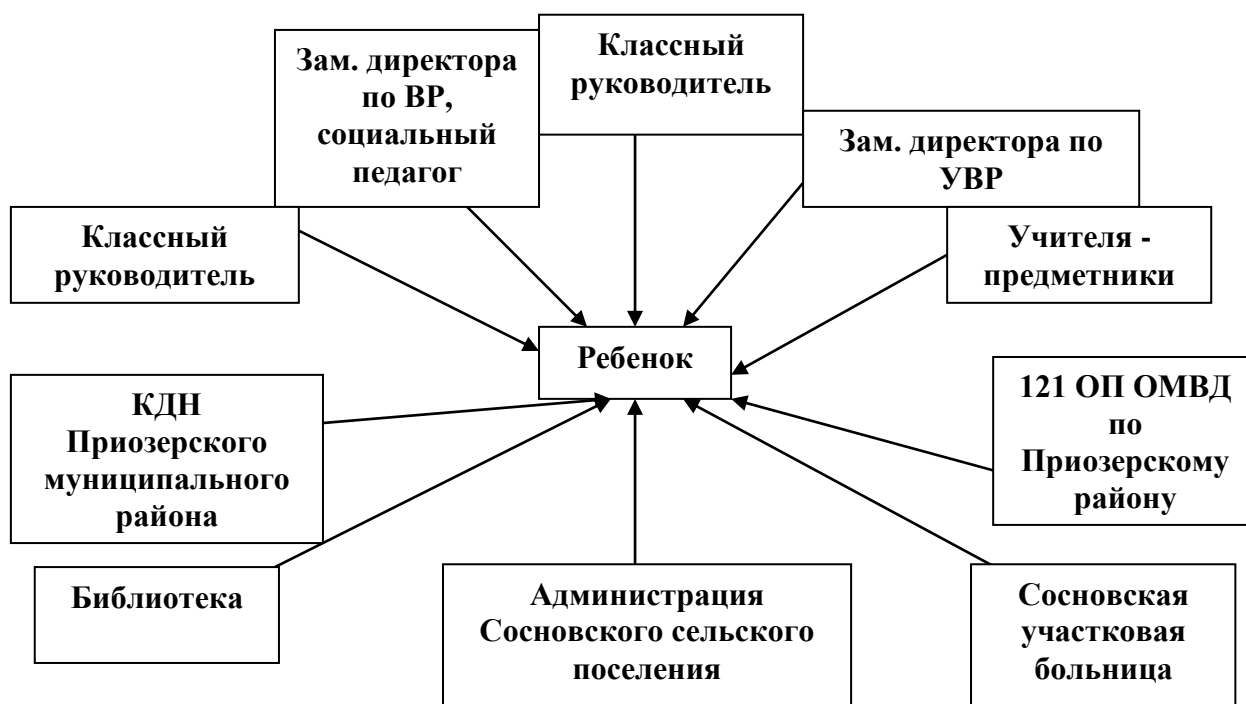 Классный
руководитель
Зам. директора
по ВР,
социальный
педагог
Зам. директора по
УВР
Классный
руководитель
Учителя -
предметники
Ребенок
КДН
Приозерского
муниципального
района
121 ОП ОМВД
по
Приозерскому
району
Библиотека
Администрация
Сосновского сельского
поселения
Сосновская
участковая
больница